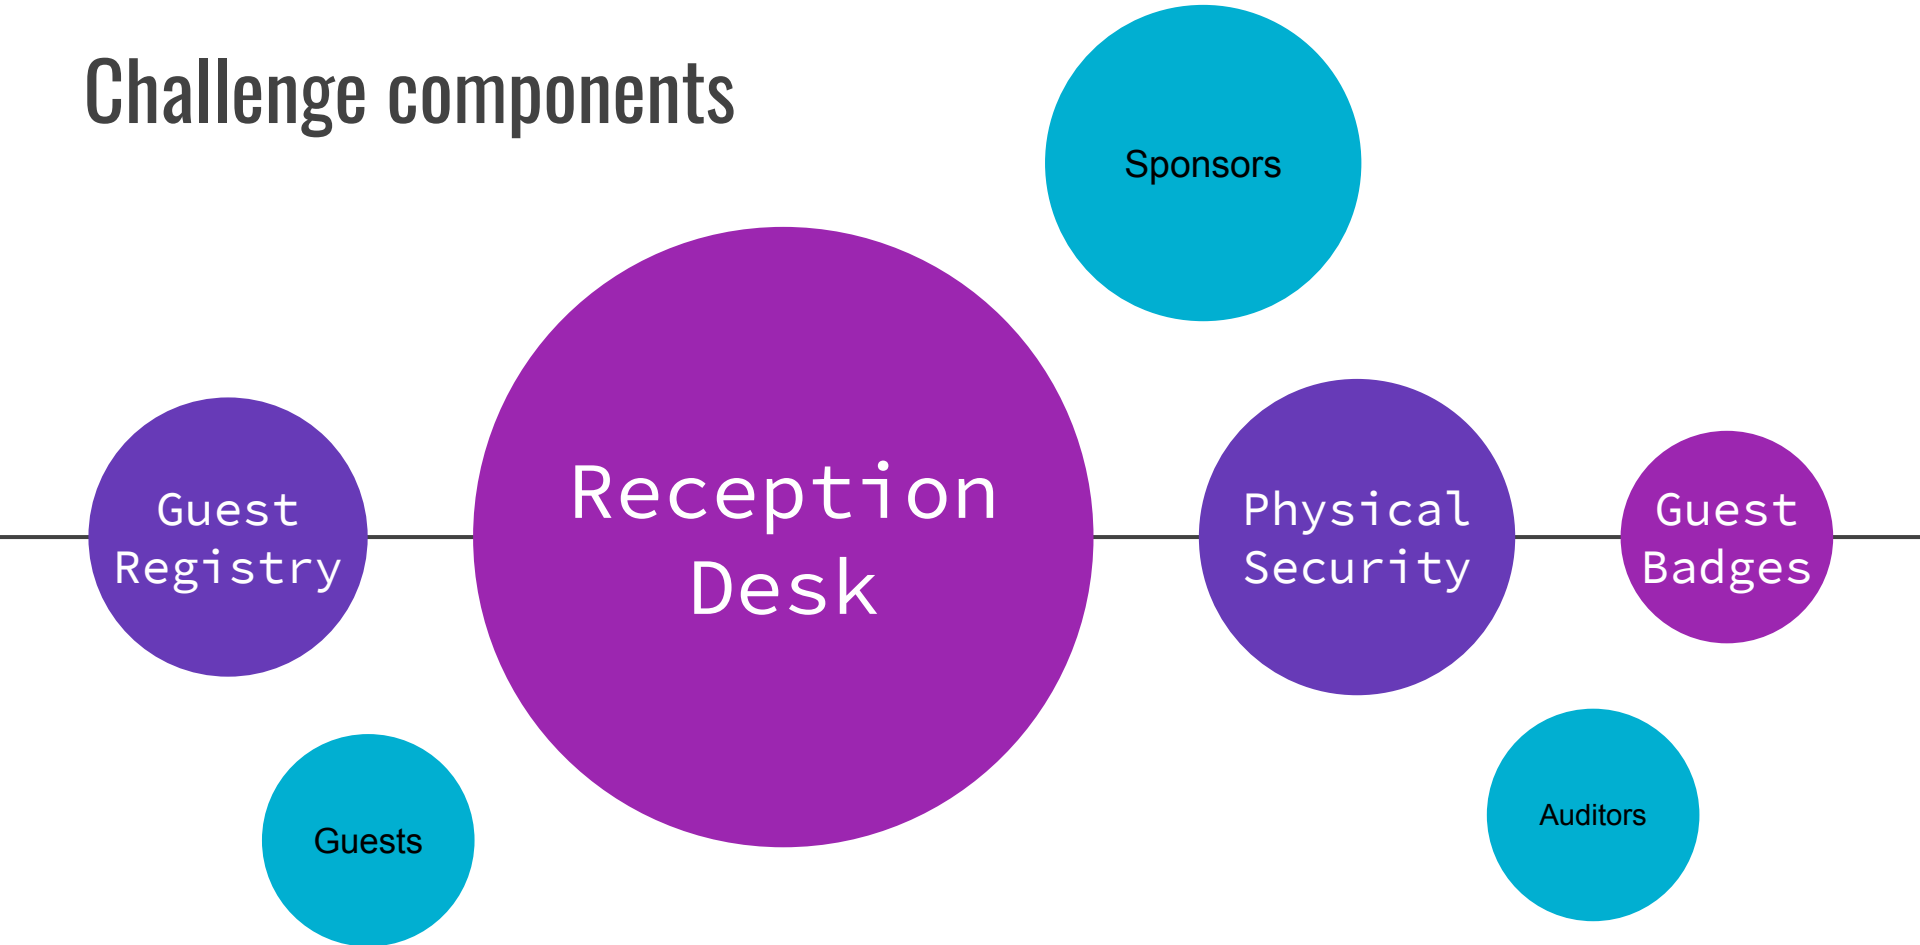 Challenge components
Sponsors
Guest
Registry
Reception
Desk
Physical
Security
Guest
Badges
Guests
Auditors